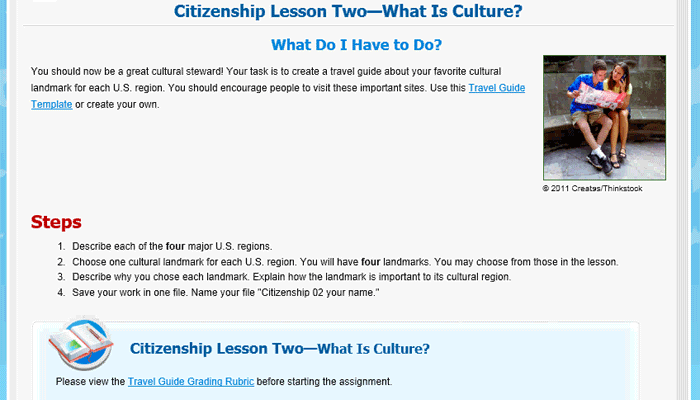 Citizenship Lesson Two—What Is Culture?
What Do I Have to Do?
You should now be a great cultural steward! Your task is to create a travel guide about your favorite cultural
landmark for each U.S. region. You should encourage people to visit these important sites. Use this Travel Guide
Template or create your own.
© 2011 Creatas/Thinkstock
Steps
1. Describe each of the four major U.S. regions.
2. Choose one cultural landmark for each U.S. region. You will have four landmarks. You may choose from those in the lesson.
3. Describe why you chose each landmark. Explain how the landmark is important to its cultural region.
4. Save your work in one file. Name your file "Citizenship 02 your name."
Citizenship Lesson Two—What Is Culture?
Please view the Travel Guide Grading Rubric before starting the assignment.